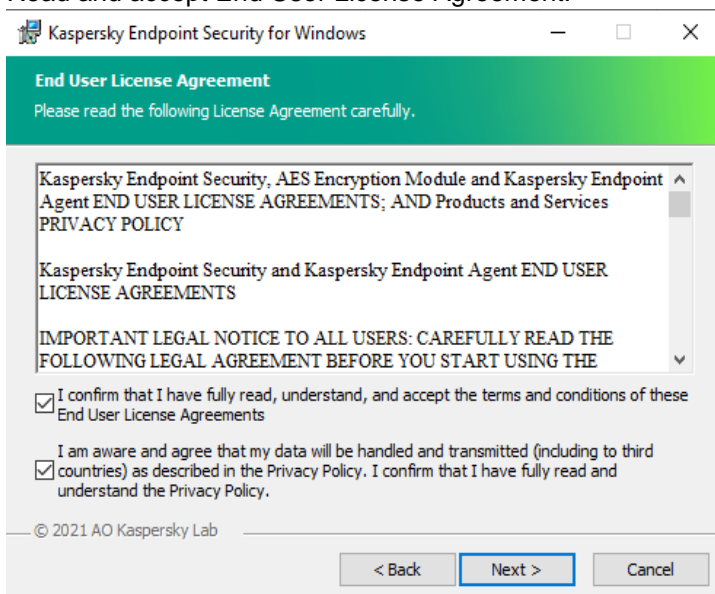 Read and accept End User License Agreement.
Kaspersky Endpoint Security for Windows
End User License Agreement
Please read the following License Agreement carefully.
Kaspersky Endpoint Security, AES Encryption Module and Kaspersky Endpoint
Agent END USER LICENSE AGREEMENTS; AND Products and Services
PRIVACY POLICY
Kaspersky Endpoint Security and Kaspersky Endpoint Agent END USER
LICENSE AGREEMENTS
IMPORTANT LEGAL NOTICE TO ALL USERS: CAREFULLY READ THE
FOLLOWING LEGAL AGREEMENT BEFORE YOU START USING THE
I confirm that I have fully read, understand, and accept the terms and conditions of these
End User License Agreements
I am aware and agree that my data will be handled and transmitted (including to third
countries) as described in the Privacy Policy. I confirm that I have fully read and
understand the Privacy Policy.
© 2021 AO Kaspersky Lab
< Back
Next >
Cancel